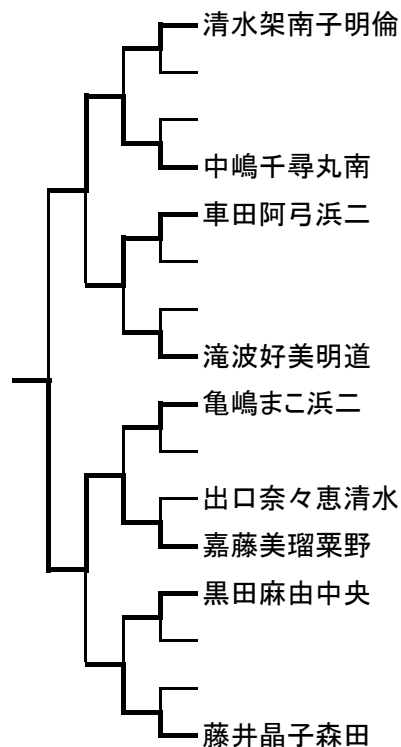 清水架南子明倫
中嶋千尋丸南
車田阿弓浜二
滝波好美明道
亀嶋まこ浜二
出口奈々恵清水
嘉藤美瑠粟野
黒田麻由中央
藤井晶子森田